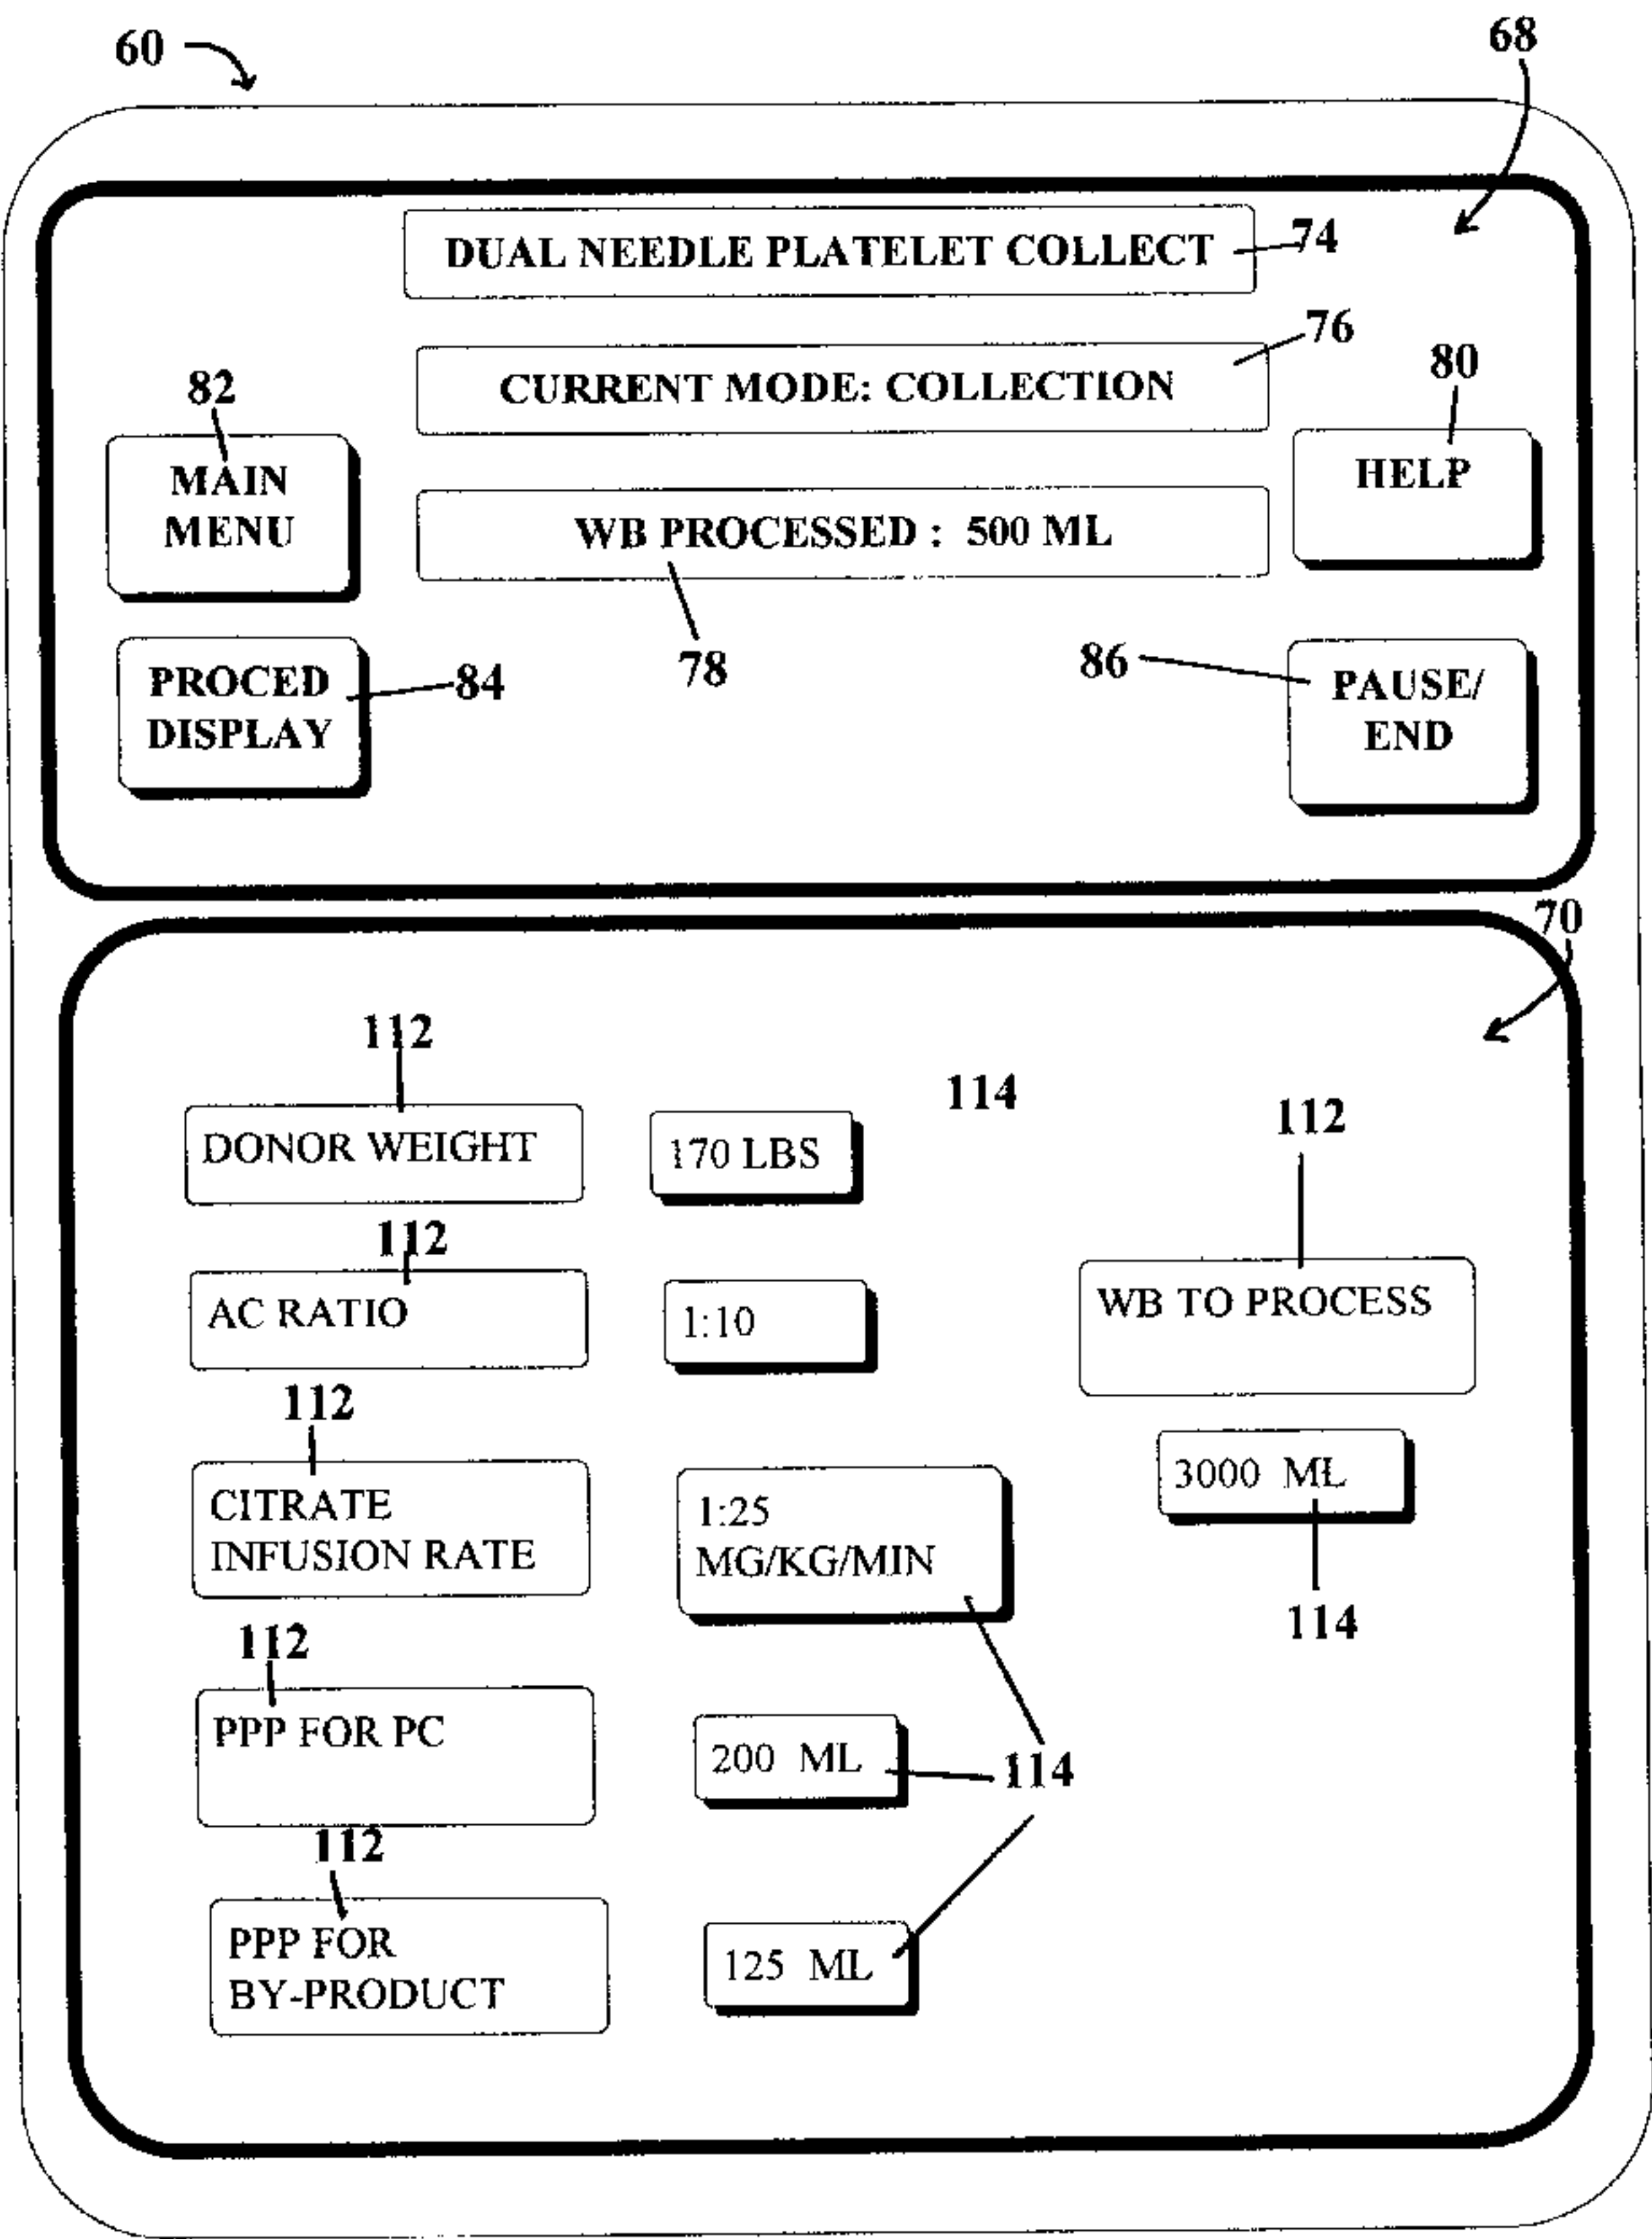 60
68
DUAL NEEDLE PLATELET COLLECT
74
76
CURRENT MODE: COLLECTION
82
80
MAIN
MENU
HELP
WB PROCESSED : 500 ML
78
PROCED
DISPLAY
84
86
PAUSE/
END
70
112
114
112
DONOR WEIGHT
170 LBS
112
AC RATIO
1:10
WB TO PROCESS
112
CITRATE
INFUSION RATE
1:25
MG/KG/MIN
3000 ML
114
112
PPP FOR PC
200 ML
114
112
PPP FOR
BY-PRODUCT
125 ML